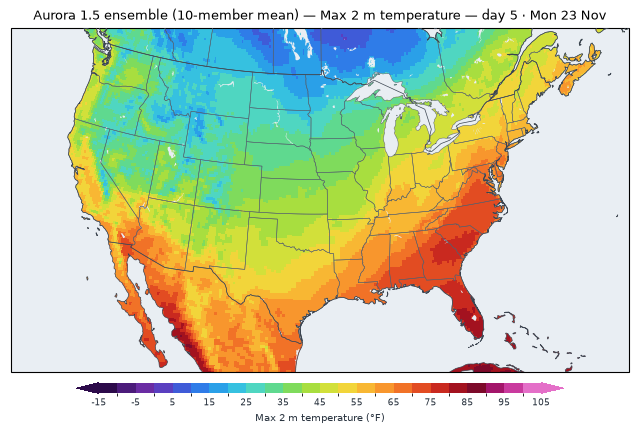 Aurora 1.5 ensemble (10-member mean) — Max 2 m temperature — day 5 · Mon 23 Nov
-15 -5 5 15 25 35 45 55 65 75 85 95 105
Max 2 m temperature (°F)